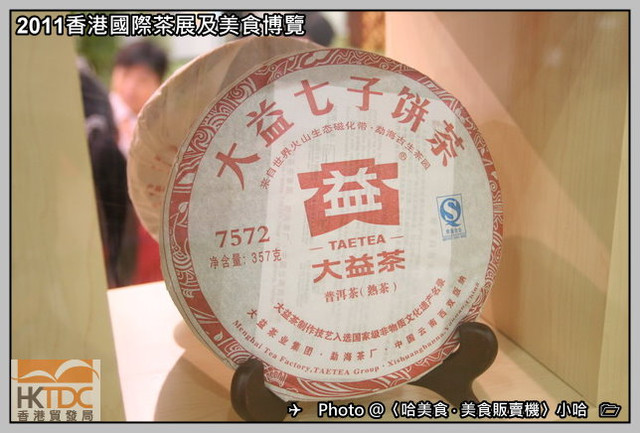 2011香港國際茶展及美食博覽
大益七子饼茶
茶自世界火山生态磁化带·勐海古生茶园
益
TAETEA
大益茶
普洱茶(熟茶)
7572
净含量:357克
大益茶制作技艺入选国家级非物质文化遗产名录
大益茶业集团·勐海茶厂·中国云南西双版纳
Menghai Tea Factory,TAETEA Group·
HKTDC
香港貿發局
Photo @〈哈美食·美食販賣機〉小哈